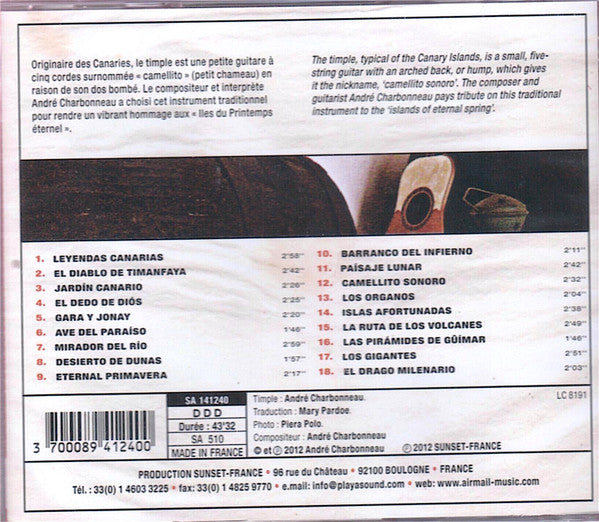 Originaire des Canaries, le timple est une petite guitare à
cinq cordes surnommée « camellito » (petit chameau) en
raison de son dos bombé. Le compositeur et interprète
André Charbonneau a choisi cet instrument traditionnel
pour rendre un vibrant hommage aux « Iles du Printemps
éternel ».
The timple, typical of the Canary Islands, is a small, five-
string guitar with an arched back, or hump, which gives
it the nickname, 'camellito sonoro'. The composer and
guitarist André Charbonneau pays tribute on this traditional
instrument to the 'islands of eternal spring'.
1. LEYENDAS CANARIAS 2'58"
2. EL DIABLO DE TIMANFAYA 2'42"
3. JARDÍN CANARIO 2'26"
4. EL DEDO DE DIÓS 2'25"
5. GARA Y JONAY 2'20"
6. AVE DEL PARAÍSO 1'46"
7. MIRADOR DEL RÍO 2'59"
8. DESIERTO DE DUNAS 1'57"
9. ETERNAL PRIMAVERA 2'17"
10. BARRANCO DEL INFIERNO 2'11"
11. PAÍSAJE LUNAR 2'42"
12. CAMELLITO SONORO 2'32"
13. LOS ORGANOS 2'04"
14. ISLAS AFORTUNADAS 2'38"
15. LA RUTA DE LOS VOLCANES 2'49"
16. LAS PIRÁMIDES DE GÜÍMAR 1'46"
17. LOS GIGANTES 2'51"
18. EL DRAGO MILENARIO 2'03"
3 700089 412400
SA 141240
D D D
Durée : 43'32
SA 510
MADE IN FRANCE
Timple : André Charbonneau.
Traduction : Mary Pardoe.
Photo : Piera Polo.
Compositeur : André Charbonneau
© et ℗ 2012 André Charbonneau
℗ 2012 SUNSET-FRANCE
LC 8191
PRODUCTION SUNSET-FRANCE • 96 rue du Château • 92100 BOULOGNE • FRANCE
Tél. : 33(0) 1 4603 3225 • fax: 33(0) 1 4825 9770 • e.mail: info@playasound.com • web: www.airmail-music.com